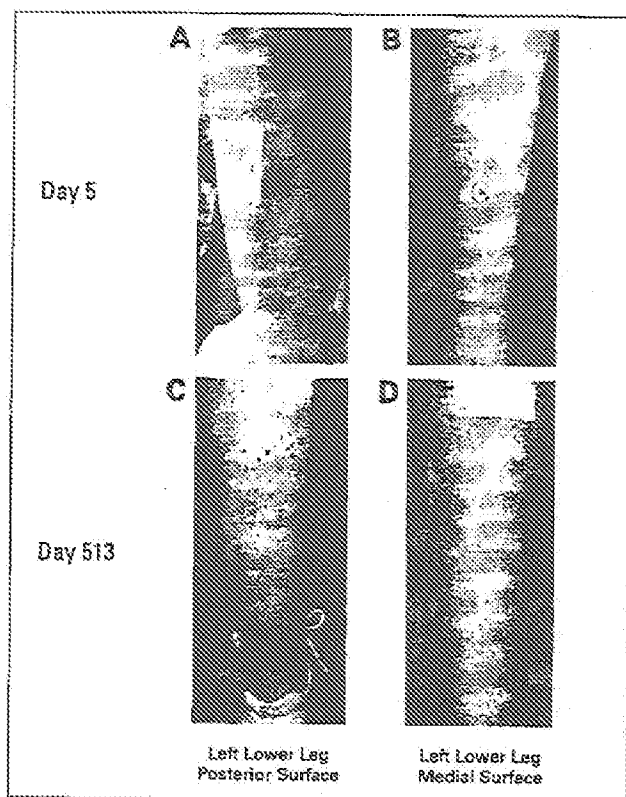 A
B
Day 5
C
D
Day 513
Left Lower Leg
Posterior Surface
Left Lower Leg
Medial Surface